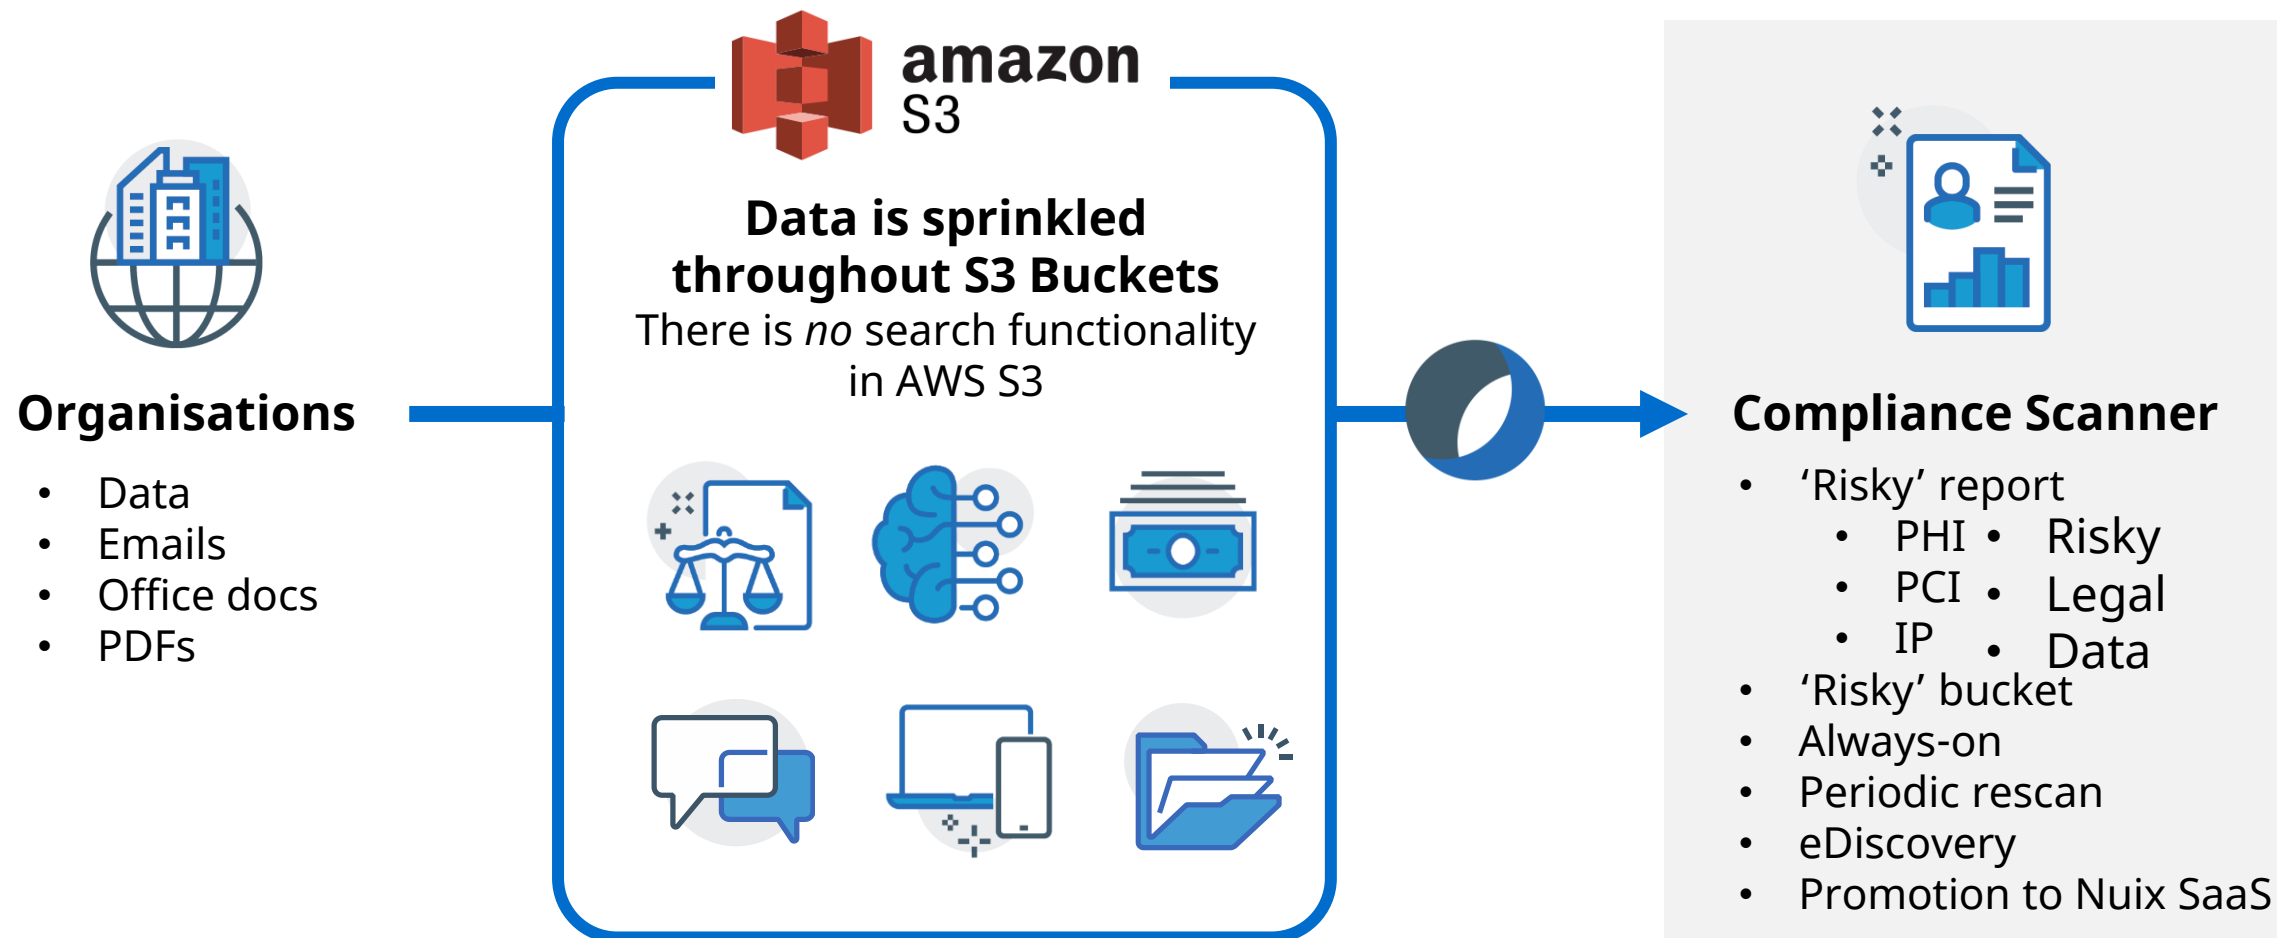 amazon
S3
Data is sprinkled
throughout S3 Buckets
There is no search functionality
in AWS S3
Organisations
• Data
• Emails
• Office docs
• PDFs
Compliance Scanner
• ‘Risky’ report
• PHI
• PCI
• IP
• Risky
• Legal
• Data
• ‘Risky’ bucket
• Always-on
• Periodic rescan
• eDiscovery
• Promotion to Nuix SaaS